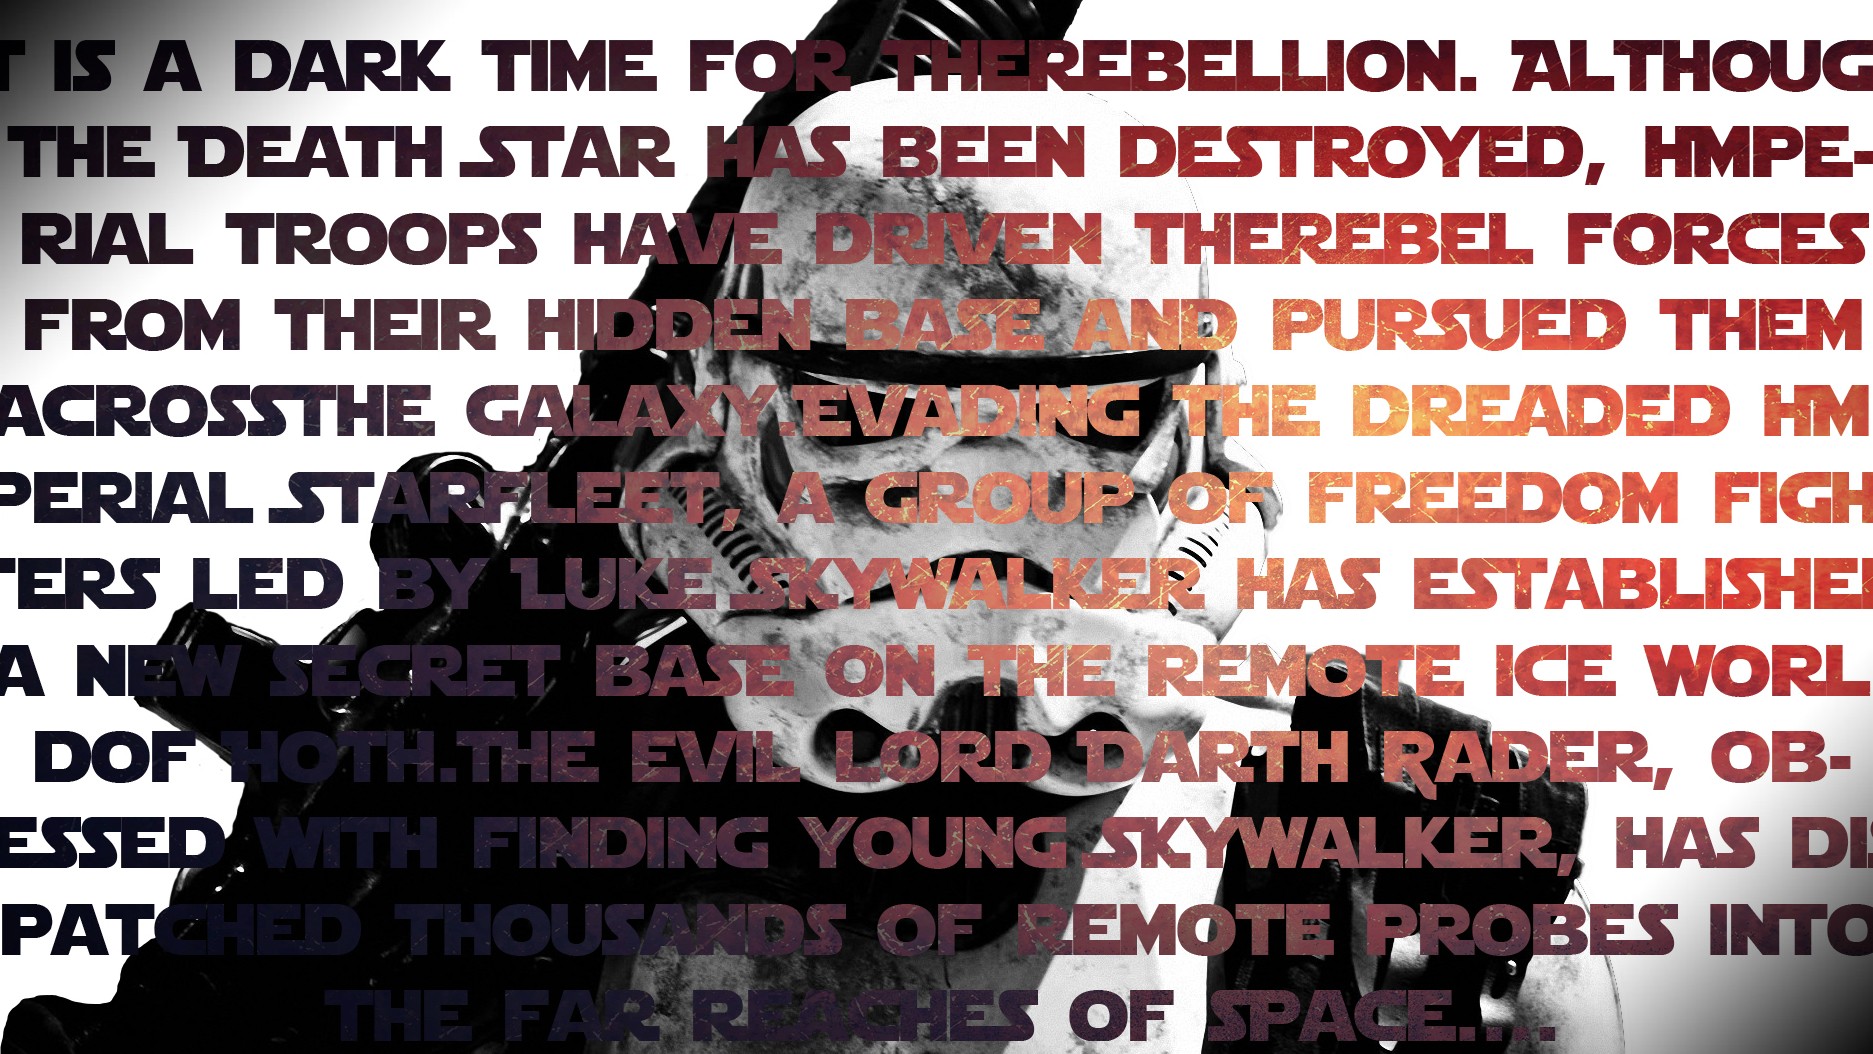 T IS A DARK TIME FOR THEREBELLION. ALTHOUG
THE DEATH STAR HAS BEEN DESTROYED, HMPE-
RIAL TROOPS HAVE DRIVEN THEREBEL FORCES
FROM THEIR HIDDEN BASE AND PURSUED THEM
ACROSSTHE GALAXY.EVADING THE DREADED HM
PERIAL STARFLEET, A GROUP OF FREEDOM FIGH
TERS LED BY LUKE SKYWALKER HAS ESTABLISHED
A NEW SECRET BASE ON THE REMOTE ICE WORL
DOF HOTH.THE EVIL LORD DARTH RADER, OB-
ESSED WITH FINDING YOUNG SKYWALKER, HAS DIS
PATCHED THOUSANDS OF REMOTE PROBES INTO
THE FAR REACHES OF SPACE....